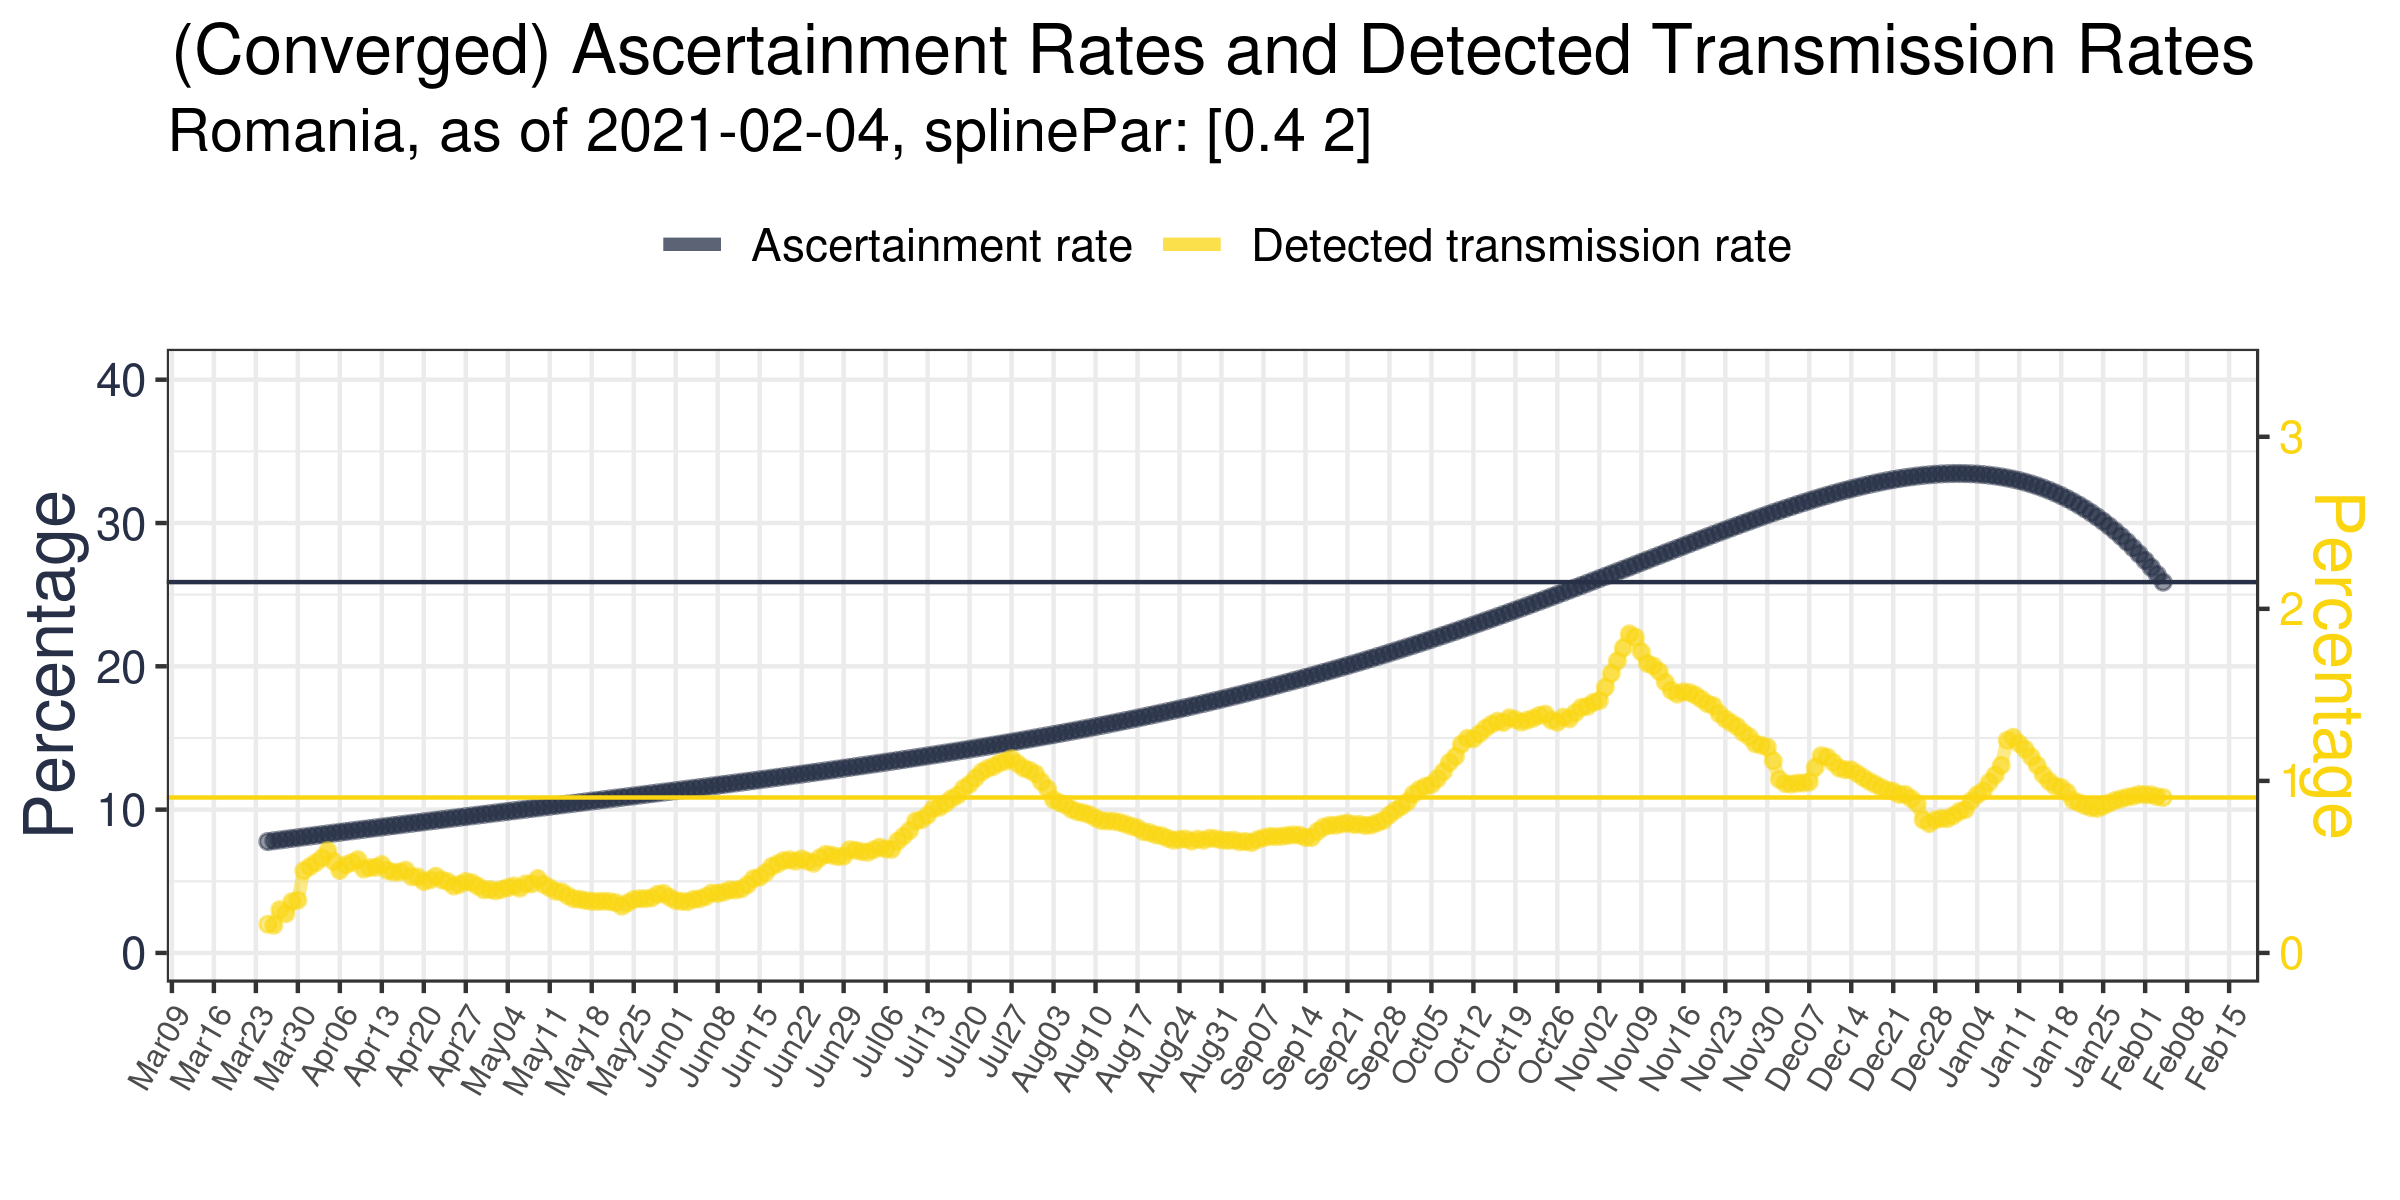 (Converged) Ascertainment Rates and Detected Transmission Rates
Romania, as of 2021-02-04, splinePar: [0.4 2]
Ascertainment rate Detected transmission rate
Percentage
40
30
20
10
0
3
2
1
0
Percentage
Mar09 Mar16 Mar23 Mar30 Apr06 Apr13 Apr20 Apr27 May04 May11 May18 May25 Jun01 Jun08 Jun15 Jun22 Jun29 Jul06 Jul13 Jul20 Jul27 Aug03 Aug10 Aug17 Aug24 Aug31 Sep07 Sep14 Sep21 Sep28 Oct05 Oct12 Oct19 Oct26 Nov02 Nov09 Nov16 Nov23 Nov30 Dec07 Dec14 Dec21 Dec28 Jan04 Jan11 Jan18 Jan25 Feb01 Feb08 Feb15